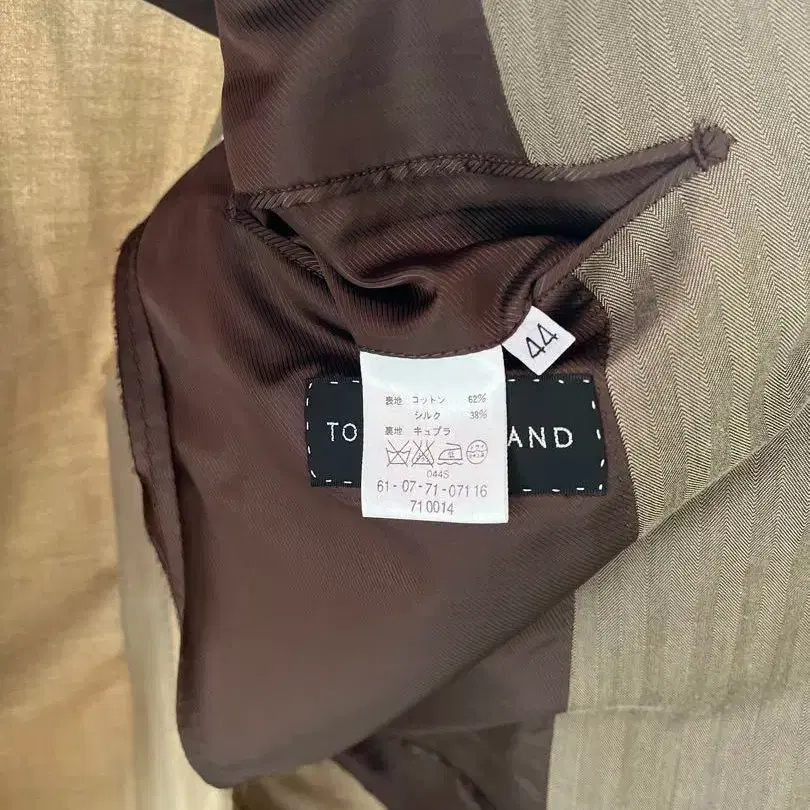 44
TO
AND
表地 コットン 62%
シルク 38%
裏地 キュプラ
低
044S
61-07-71-07116
710014